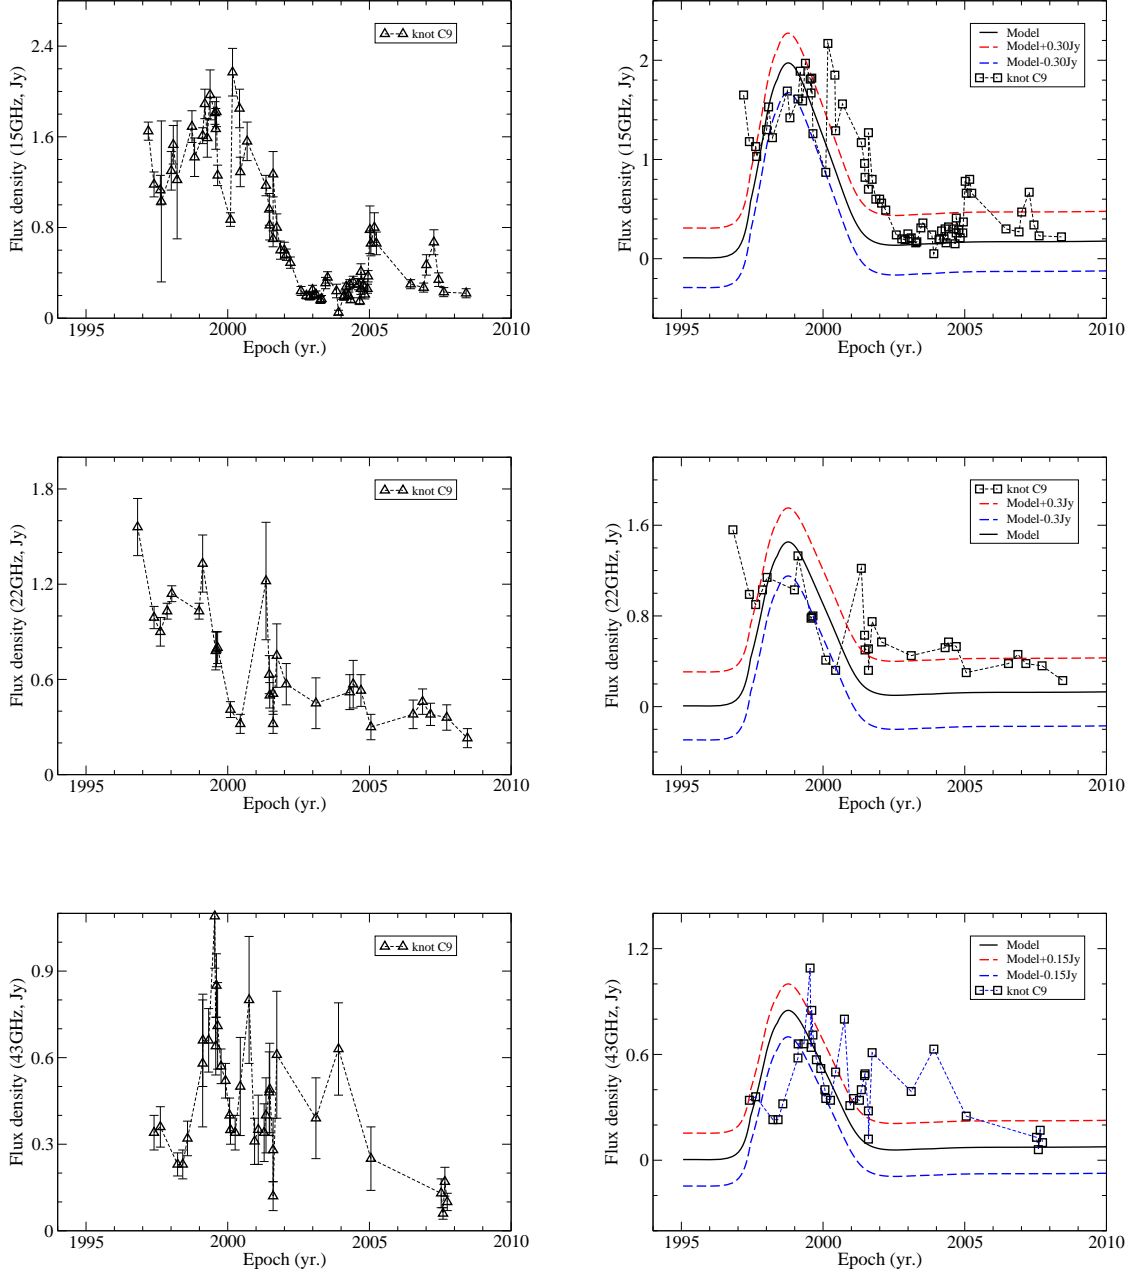 2.4
1.6
0.8
0
Flux density (15GHz, Jy)
1995
2000
2005
2010
Epoch (yr.)
knot C9
2
1
0
Flux density (15GHz, Jy)
1995
2000
2005
2010
Epoch (yr.)
Model
Model+0.30Jy
Model-0.30Jy
knot C9
1.8
1.2
0.6
0
Flux density (22GHz, Jy)
1995
2000
2005
2010
Epoch (yr.)
knot C9
1.6
0.8
0
Flux density (22GHz, Jy)
1995
2000
2005
2010
Epoch (yr.)
knot C9
Model+0.3Jy
Model-0.3Jy
Model
0.9
0.6
0.3
0
Flux density (43GHz, Jy)
1995
2000
2005
2010
Epoch (yr.)
knot C9
1.2
0.6
0
Flux density (43GHz, Jy)
1995
2000
2005
2010
Epoch (yr.)
Model
Model+0.15Jy
Model-0.15Jy
knot C9